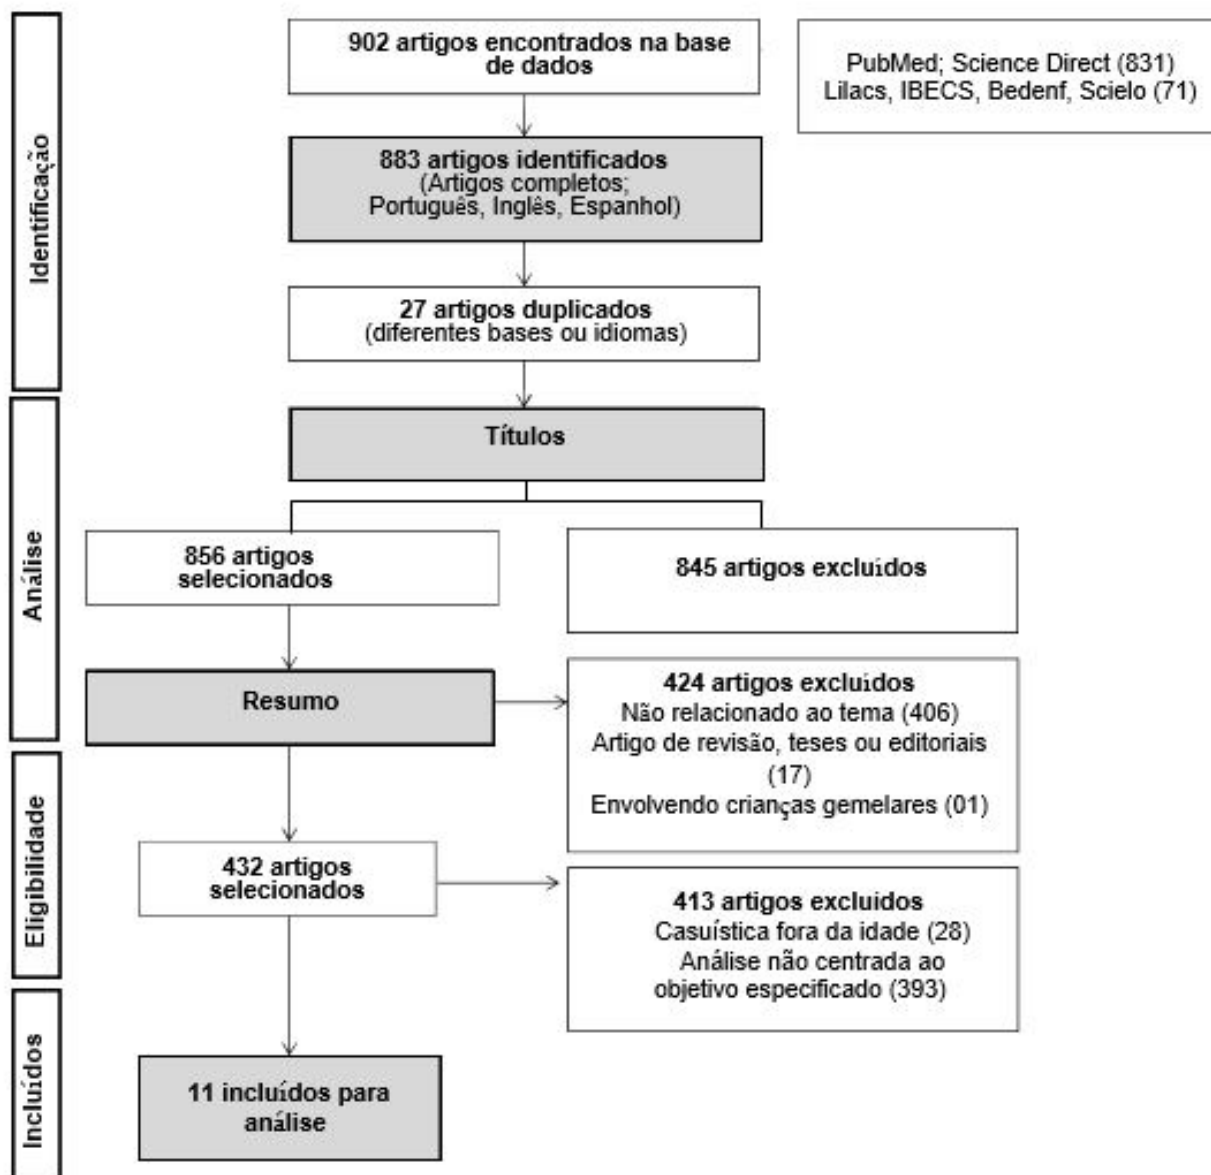 902 artigos encontrados na base
de dados
PubMed; Science Direct (831)
Lilacs, IBECS, Bedenf, Scielo (71)
Identificação
883 artigos identificados
(Artigos completos;
Português, Inglês, Espanhol)
27 artigos duplicados
(diferentes bases ou idiomas)
Análise
Títulos
856 artigos
selecionados
845 artigos excluídos
Resumo
424 artigos excluídos
Não relacionado ao tema (406)
Artigo de revisão, teses ou editoriais
(17)
Envolvendo crianças gemelares (01)
Eligibilidade
432 artigos
selecionados
413 artigos excluidos
Casuística fora da idade (28)
Análise não centrada ao
objetivo especificado (393)
Incluídos
11 incluídos para
análise